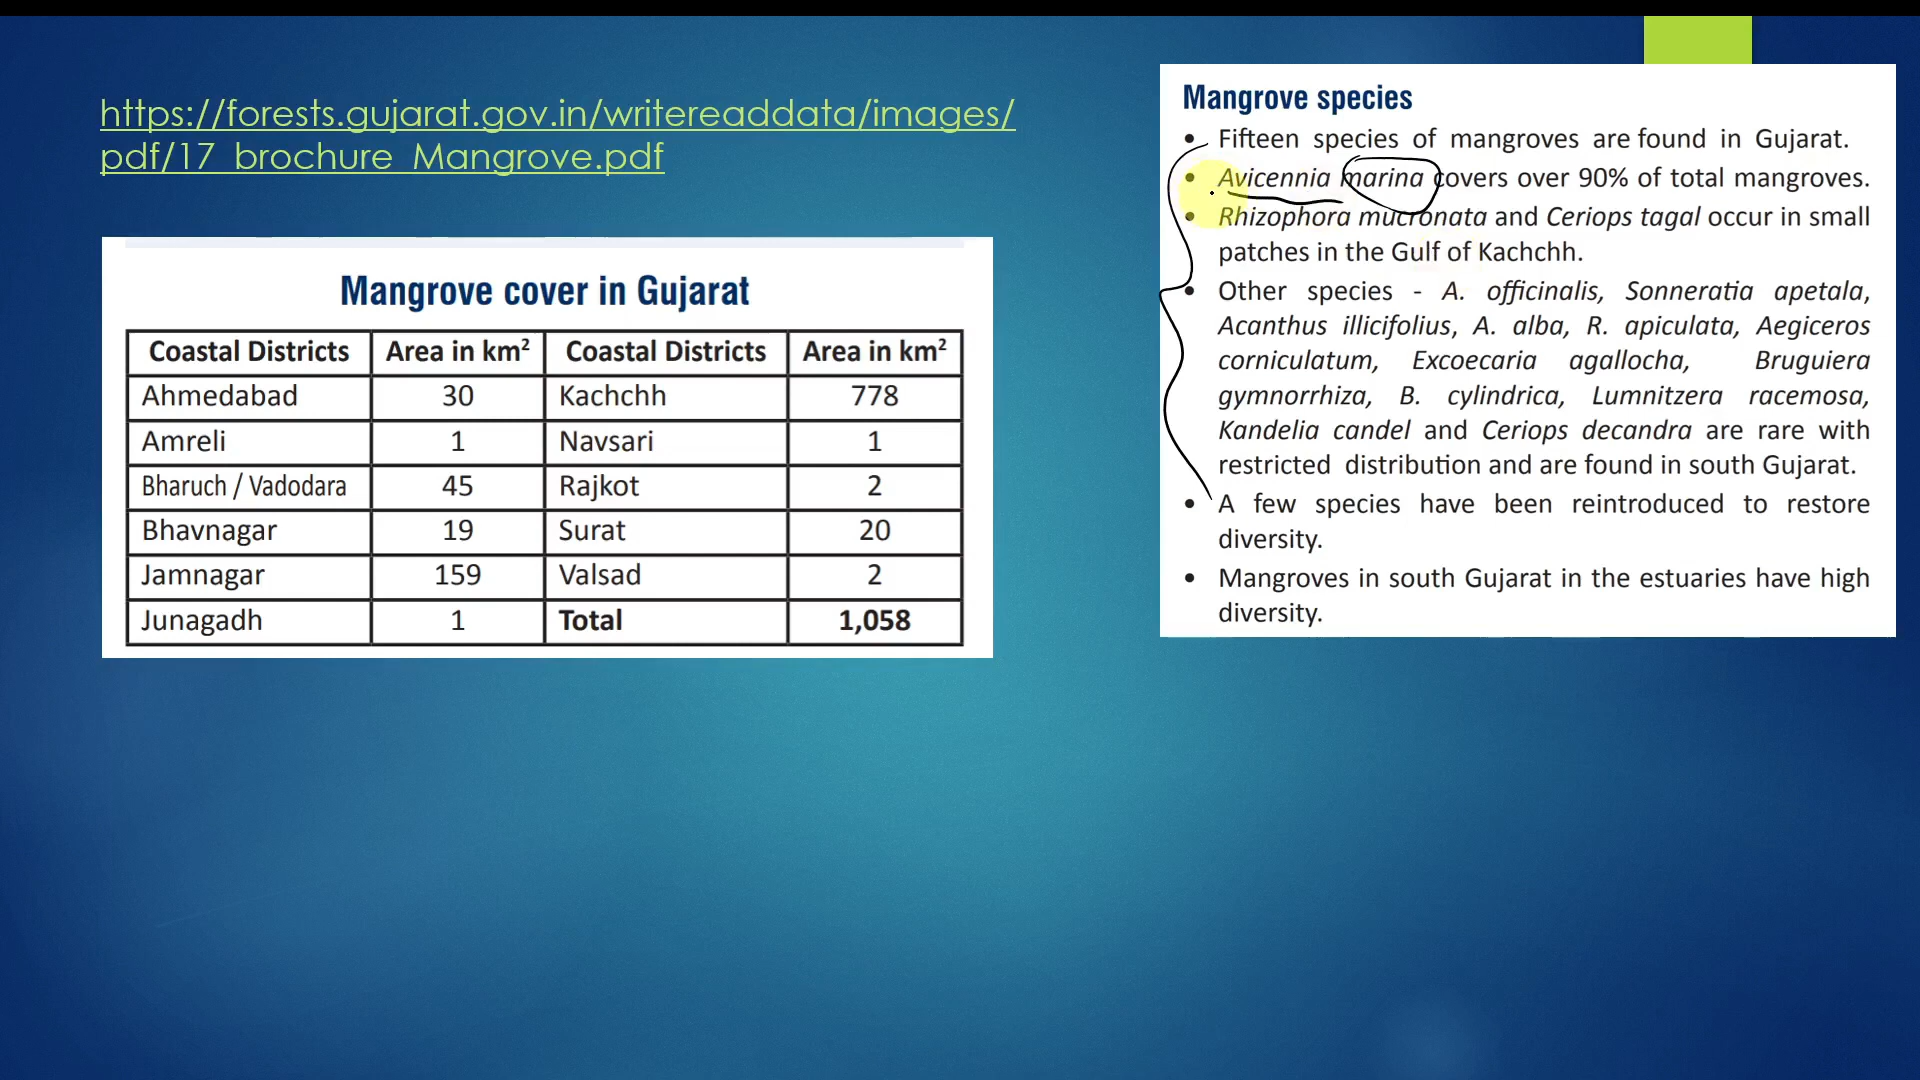 https://forests.gujarat.gov.in/writereaddata/images/
pdf/17_brochure_Mangrove.pdf
Mangrove cover in Gujarat
Coastal Districts Area in km² Coastal Districts Area in km²
Ahmedabad 30 Kachchh 778
Amreli 1 Navsari 1
Bharuch / Vadodara 45 Rajkot 2
Bhavnagar 19 Surat 20
Jamnagar 159 Valsad 2
Junagadh 1 Total 1,058
Mangrove species
• Fifteen species of mangroves are found in Gujarat.
• Avicennia marina covers over 90% of total mangroves.
• Rhizophora mucronata and Ceriops tagal occur in small
patches in the Gulf of Kachchh.
• Other species - A. officinalis, Sonneratia apetala,
Acanthus illicifolius, A. alba, R. apiculata, Aegiceros
corniculatum, Excoecaria agallocha, Bruguiera
gymnorrhiza, B. cylindrica, Lumnitzera racemosa,
Kandelia candel and Ceriops decandra are rare with
restricted distribution and are found in south Gujarat.
• A few species have been reintroduced to restore
diversity.
• Mangroves in south Gujarat in the estuaries have high
diversity.